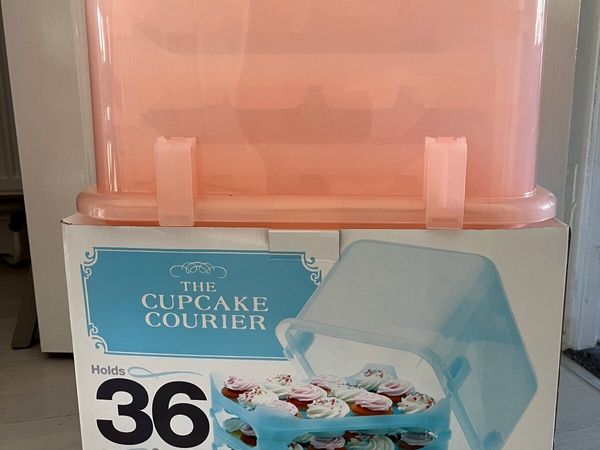 THE
CUPCAKE
COURIER
Holds
36